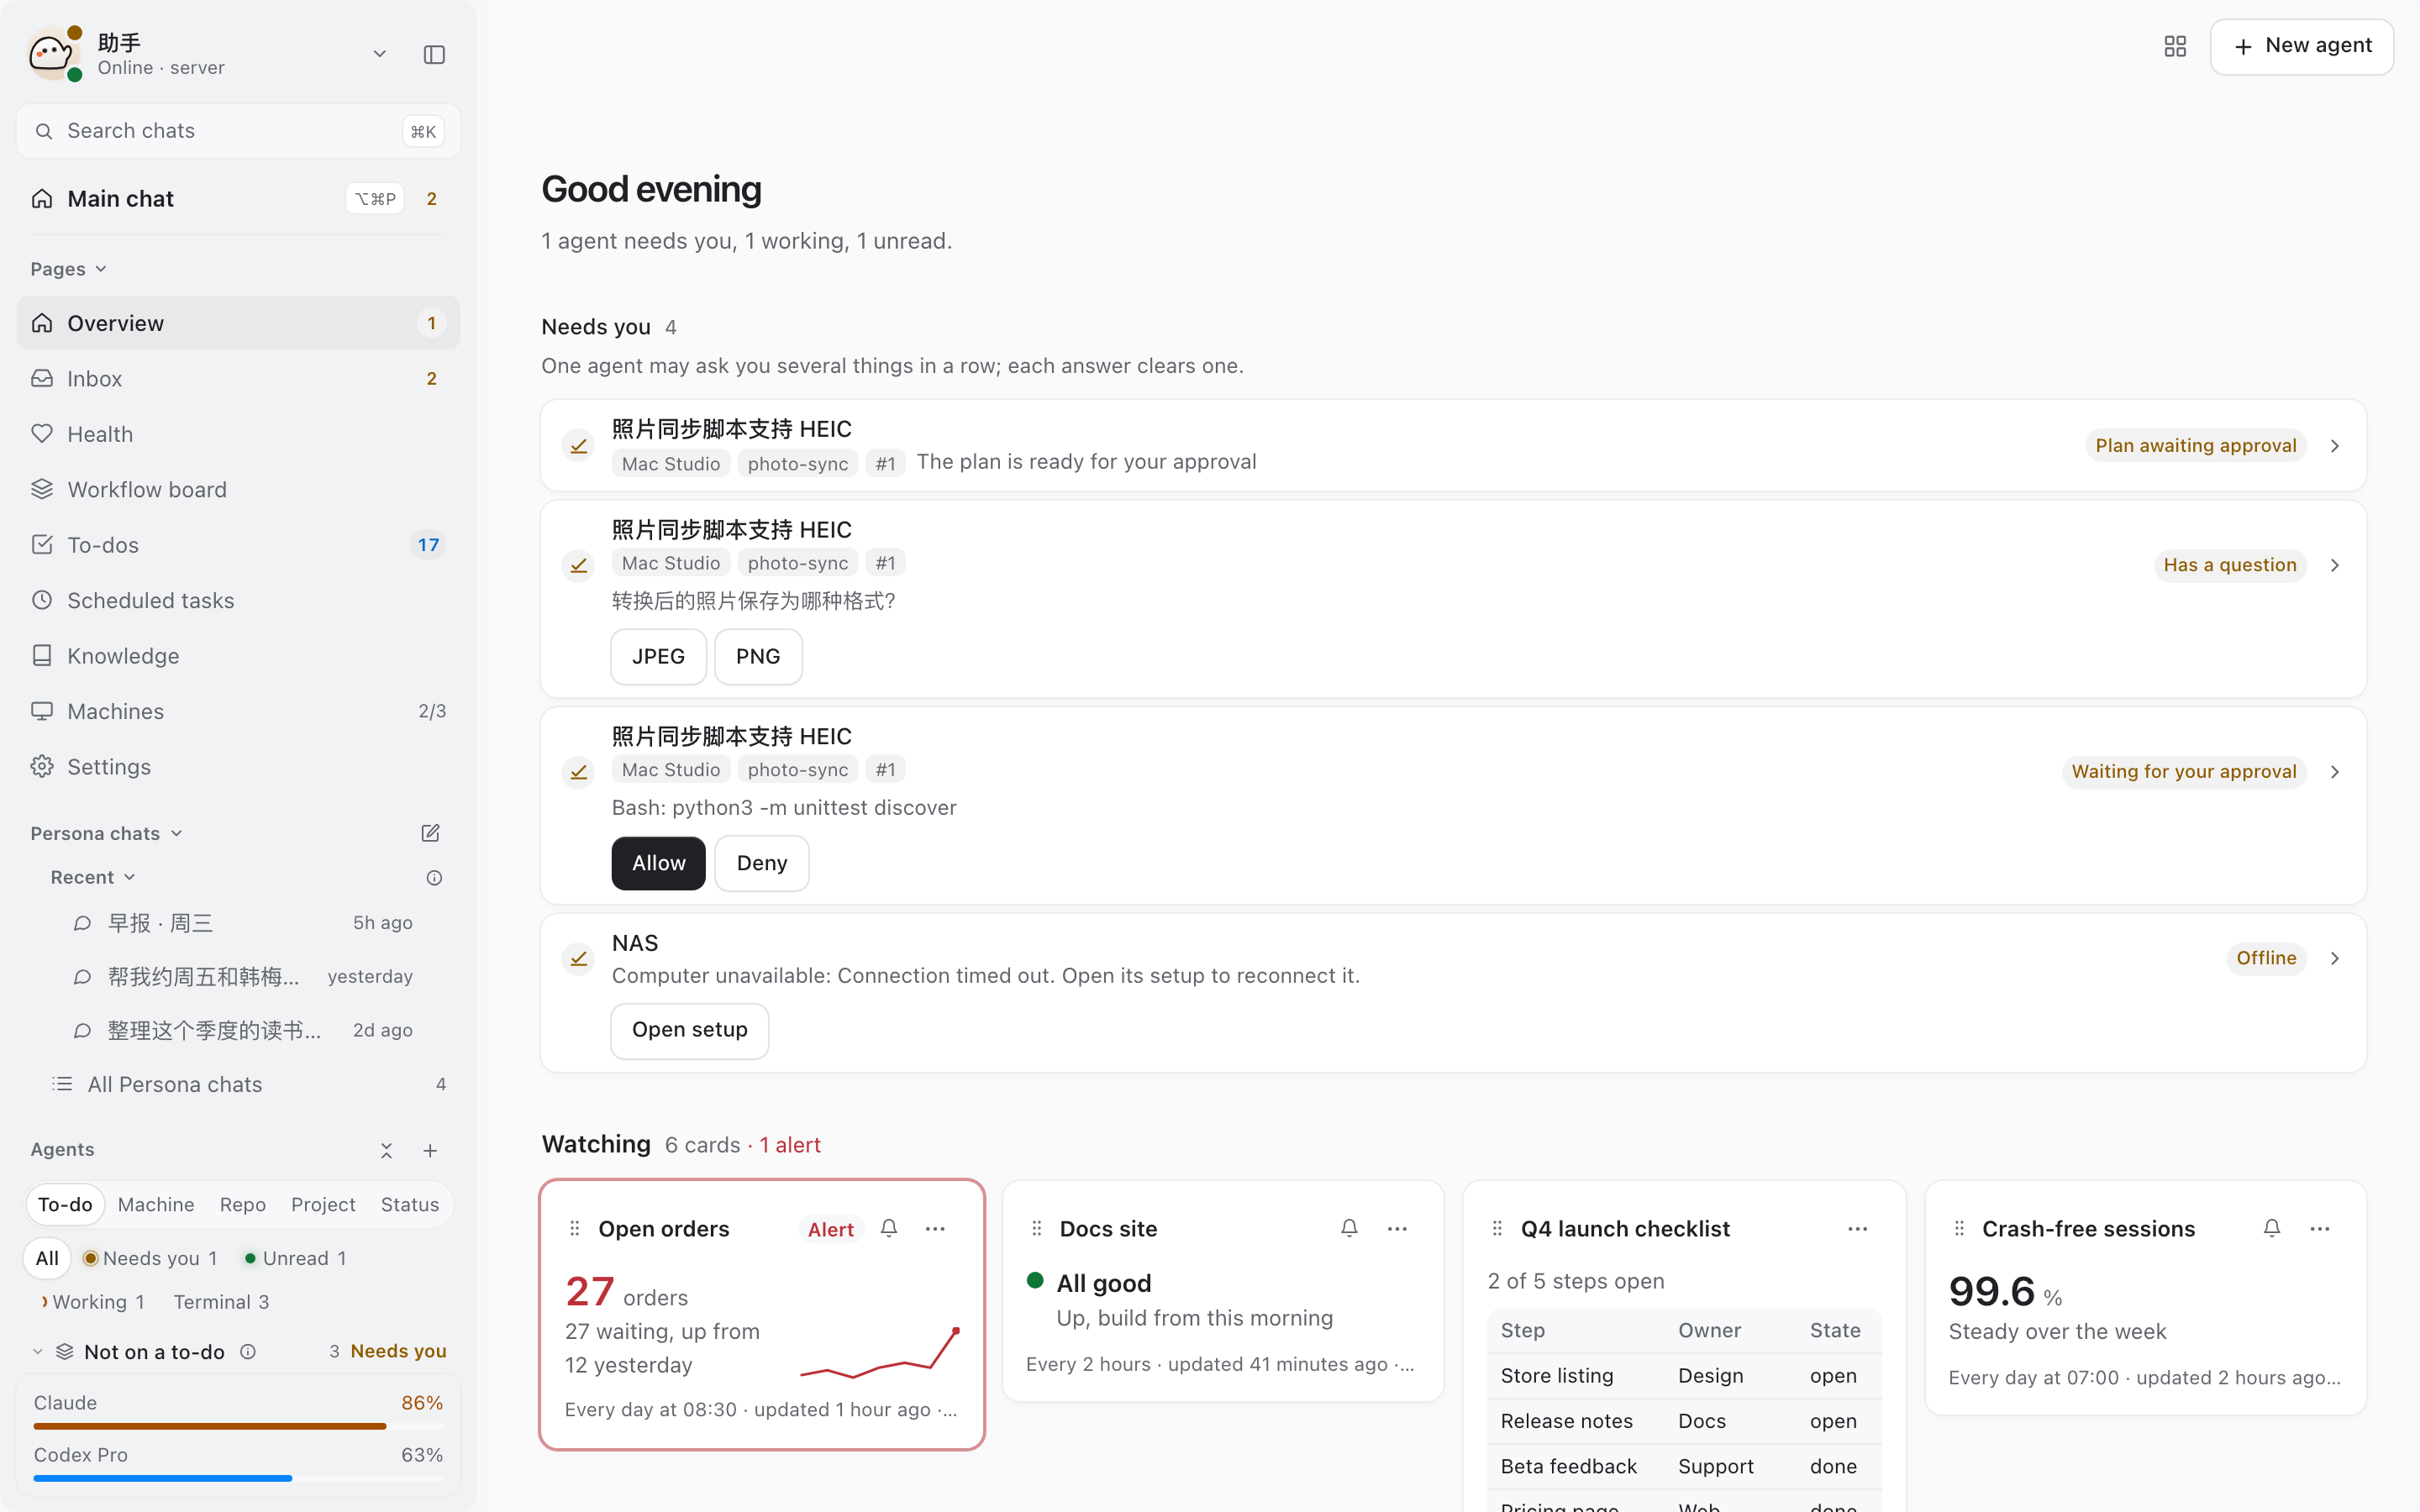 助手
Online · server
Search chats ⌘K
Main chat ⌥⌘P 2
Pages
Overview 1
Inbox 2
Health
Workflow board
To-dos 17
Scheduled tasks
Knowledge
Machines 2/3
Settings
Persona chats
Recent
早报 · 周三 5h ago
帮我约周五和韩梅... yesterday
整理这个季度的读书... 2d ago
All Persona chats 4
Agents
To-do Machine Repo Project Status
All Needs you 1 Unread 1
Working 1 Terminal 3
Not on a to-do 3 Needs you
Claude 86%
Codex Pro 63%
New agent
Good evening
1 agent needs you, 1 working, 1 unread.
Needs you 4
One agent may ask you several things in a row; each answer clears one.
照片同步脚本支持 HEIC
Mac Studio photo-sync #1 The plan is ready for your approval
Plan awaiting approval
照片同步脚本支持 HEIC
Mac Studio photo-sync #1
转换后的照片保存为哪种格式?
JPEG PNG
Has a question
照片同步脚本支持 HEIC
Mac Studio photo-sync #1
Bash: python3 -m unittest discover
Allow Deny
Waiting for your approval
NAS
Computer unavailable: Connection timed out. Open its setup to reconnect it.
Open setup
Offline
Watching 6 cards · 1 alert
Open orders Alert
27 orders
27 waiting, up from
12 yesterday
Every day at 08:30 · updated 1 hour ago ·...
Docs site
All good
Up, build from this morning
Every 2 hours · updated 41 minutes ago ·...
Q4 launch checklist
2 of 5 steps open
Step Owner State
Store listing Design open
Release notes Docs open
Beta feedback Support done
Pricing page Web done
Crash-free sessions
99.6 %
Steady over the week
Every day at 07:00 · updated 2 hours ago...